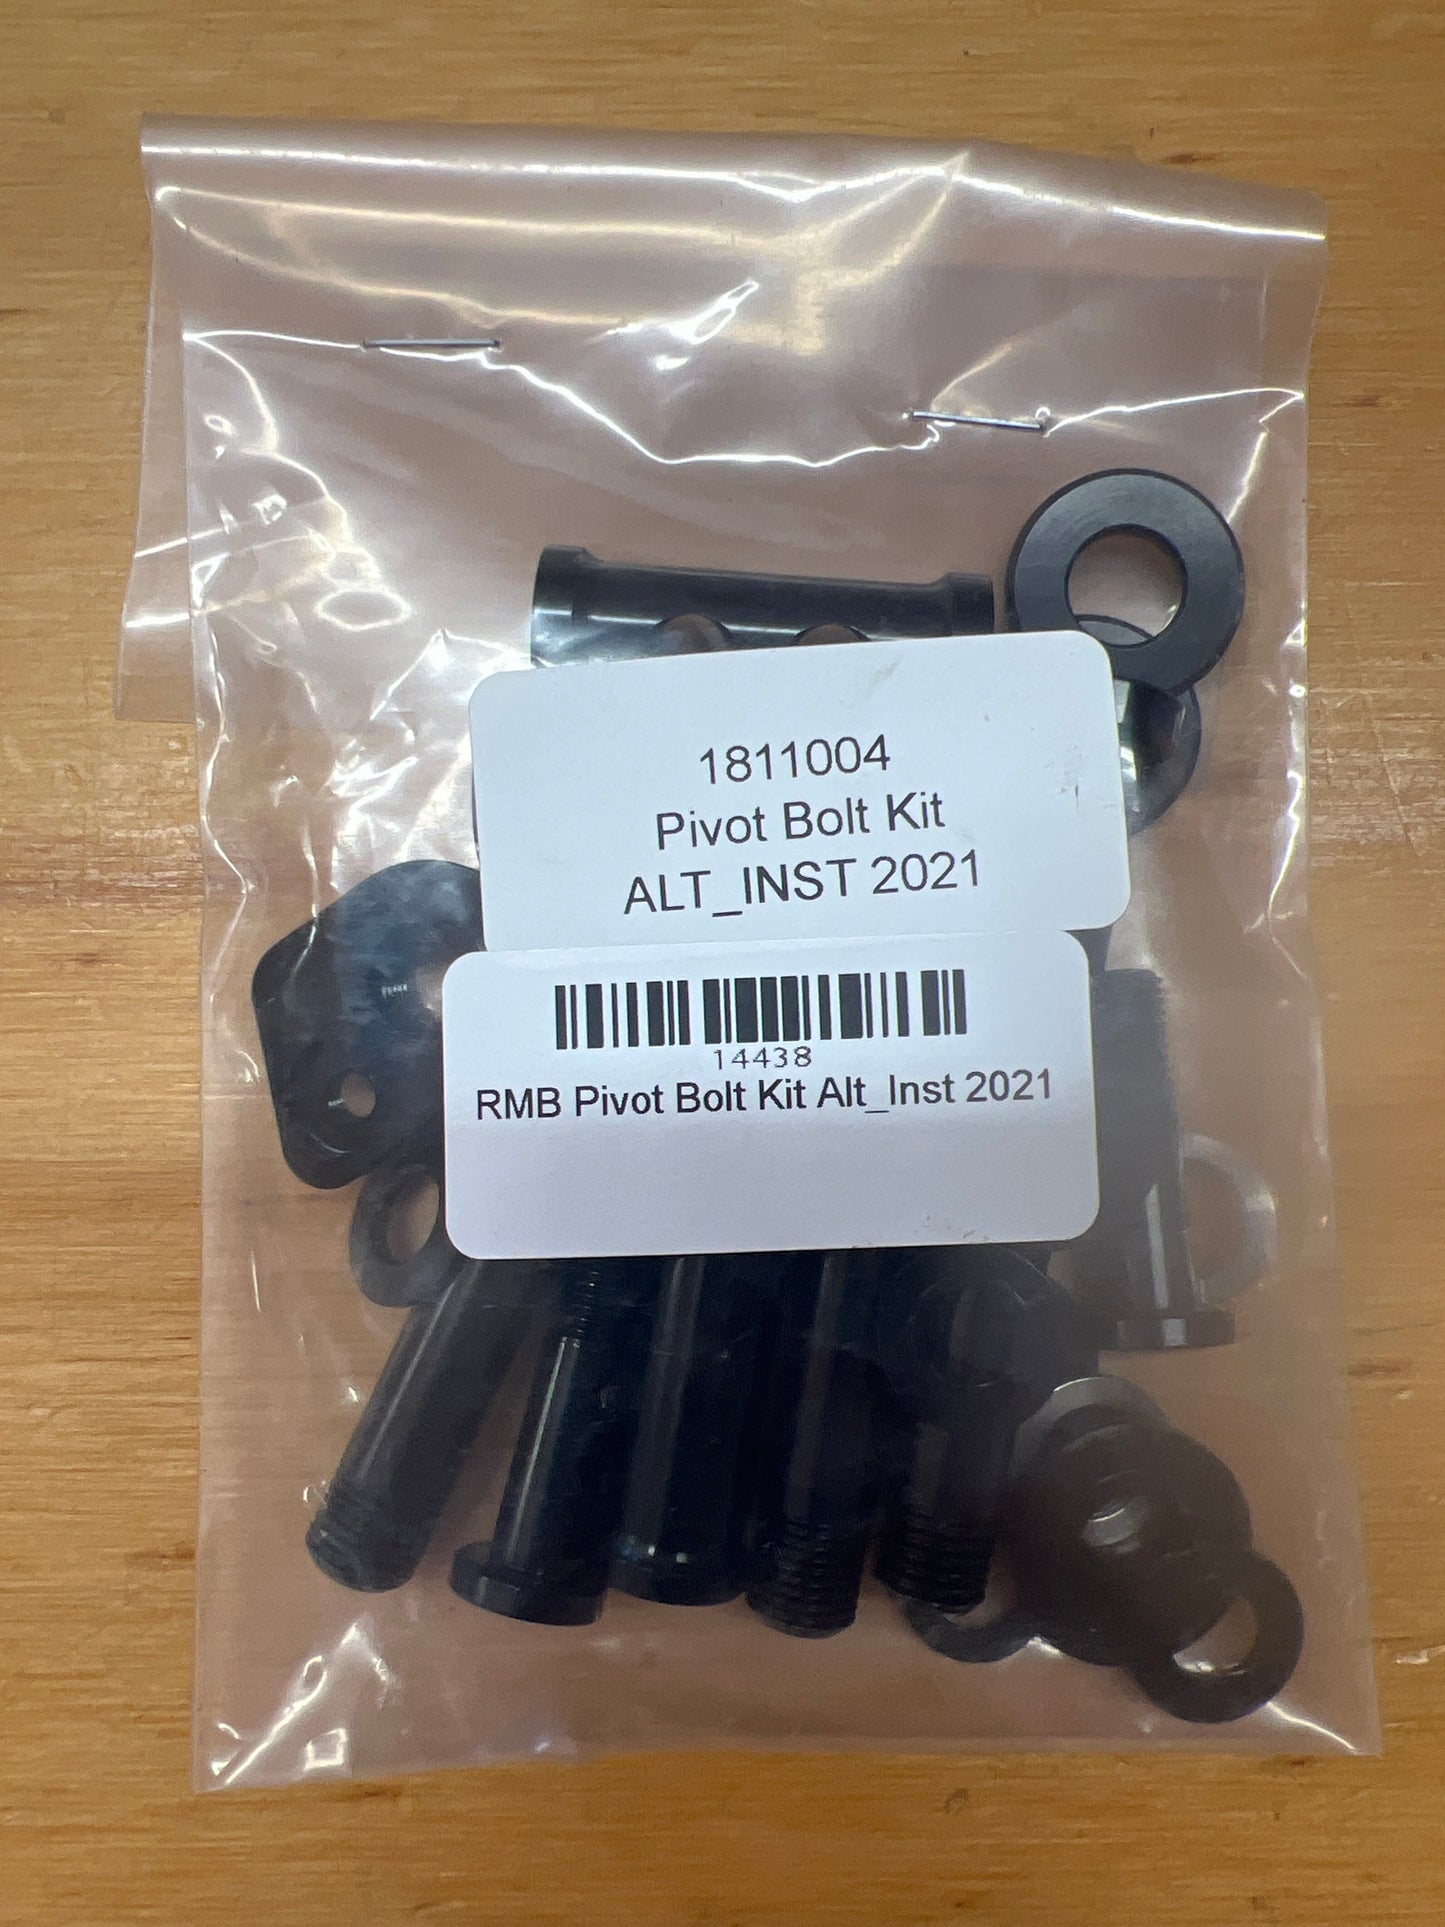 1811004
Pivot Bolt Kit
ALT_INST 2021
14438
RMB Pivot Bolt Kit Alt_Inst 2021